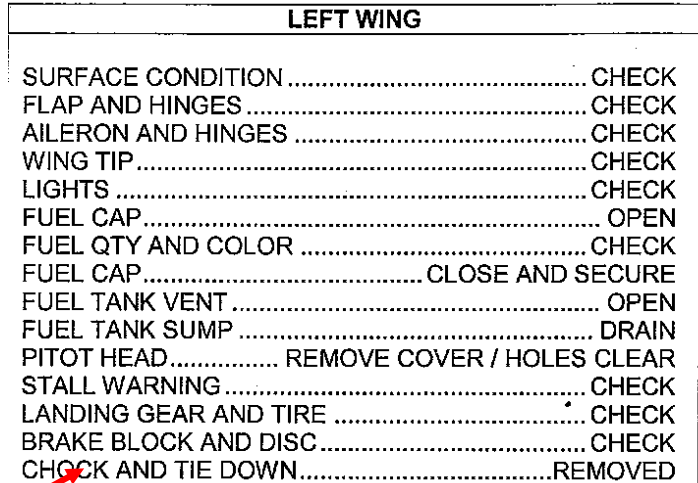 LEFT WING
SURFACE CONDITION .......................................... CHECK
FLAP AND HINGES ................................................ CHECK
AILERON AND HINGES ......................................... CHECK
WING TIP ............................................................... CHECK
LIGHTS .................................................................. CHECK
FUEL CAP ................................................................ OPEN
FUEL QTY AND COLOR ........................................ CHECK
FUEL CAP ....................................... CLOSE AND SECURE
FUEL TANK VENT .................................................... OPEN
FUEL TANK SUMP .................................................. DRAIN
PITOT HEAD ............... REMOVE COVER / HOLES CLEAR
STALL WARNING ................................................... CHECK
LANDING GEAR AND TIRE ................................... CHECK
BRAKE BLOCK AND DISC ..................................... CHECK
CHOCK AND TIE DOWN ................................... REMOVED